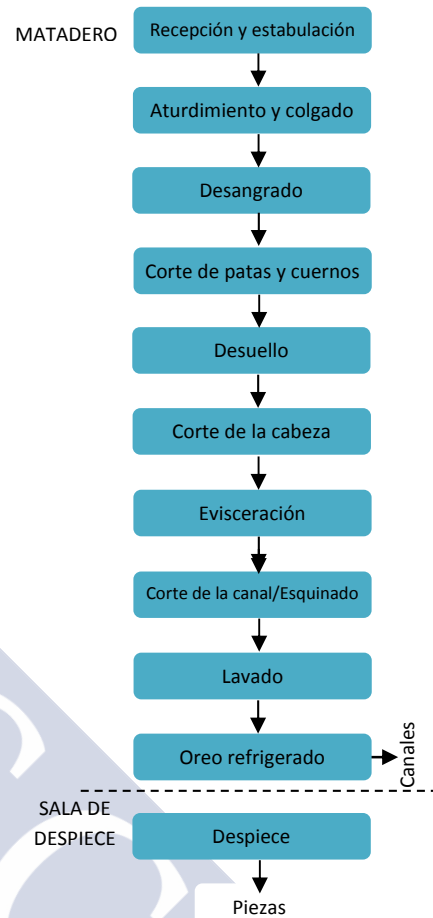 MATADERO
Recepción y estabulación
Aturdimiento y colgado
Desangrado
Corte de patas y cuernos
Desuello
Corte de la cabeza
Evisceración
Corte de la canal/Esquinado
Lavado
Oreo refrigerado
Canales
SALA DE
DESPIECE
Despiece
Piezas